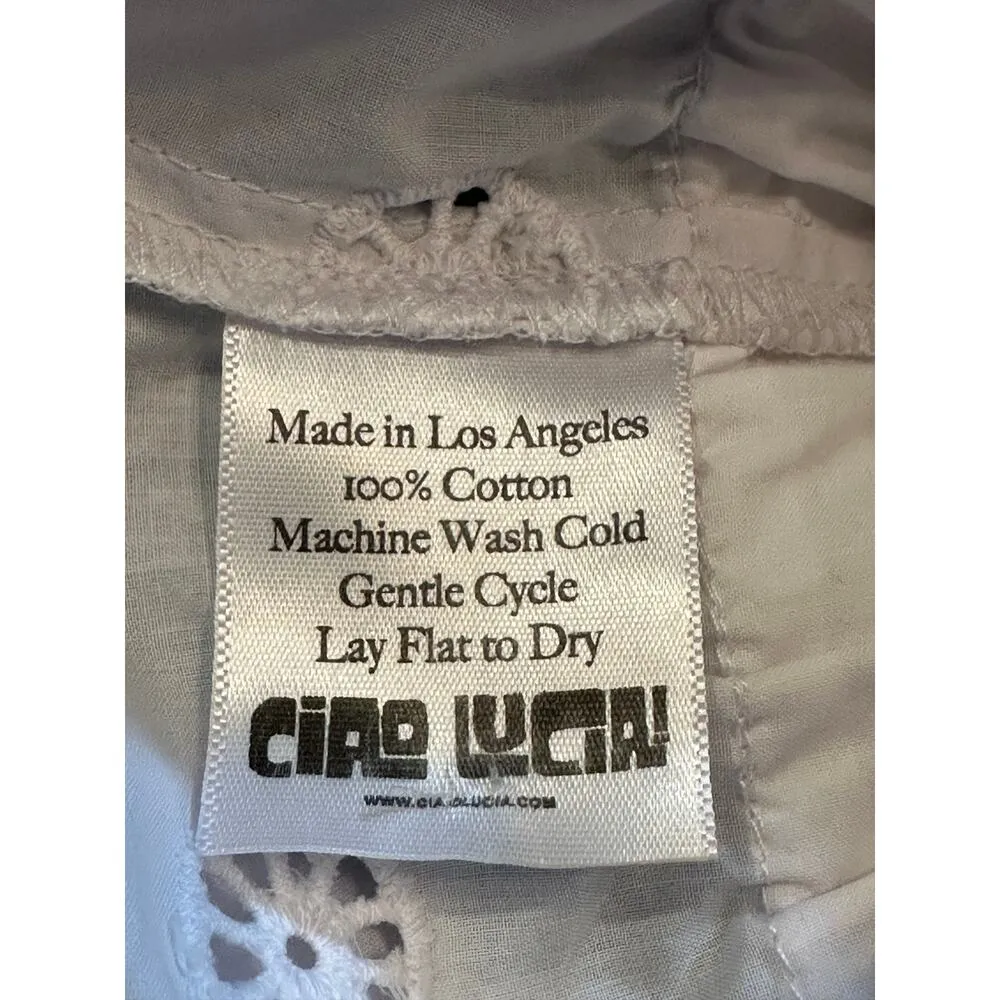 Made in Los Angeles
100% Cotton
Machine Wash Cold
Gentle Cycle
Lay Flat to Dry
CIAO LUCIA!
WWW.CIAOLUCIA.COM